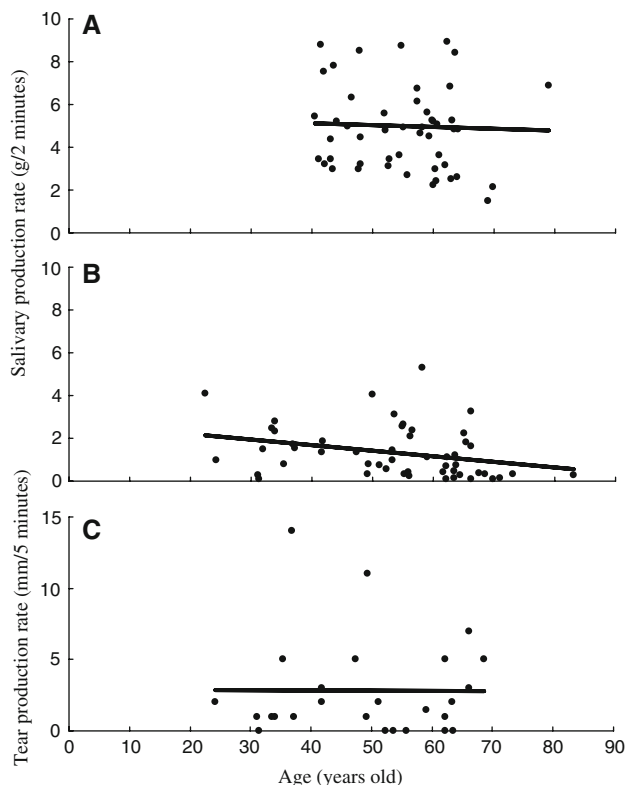 A
10
8
6
4
2
0
Salivary production rate (g/2 minutes)
B
10
8
6
4
2
0
C
15
10
5
0
Tear production rate (mm/5 minutes)
0 10 20 30 40 50 60 70 80 90
Age (years old)